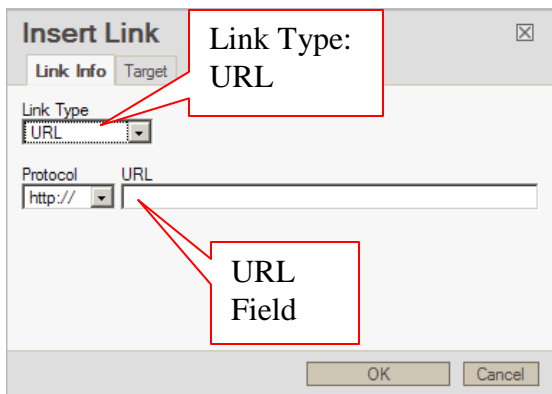 Insert Link
Link Type:
URL
Link Info Target
Link Type
URL
Protocol URL
http://
URL
Field
OK Cancel